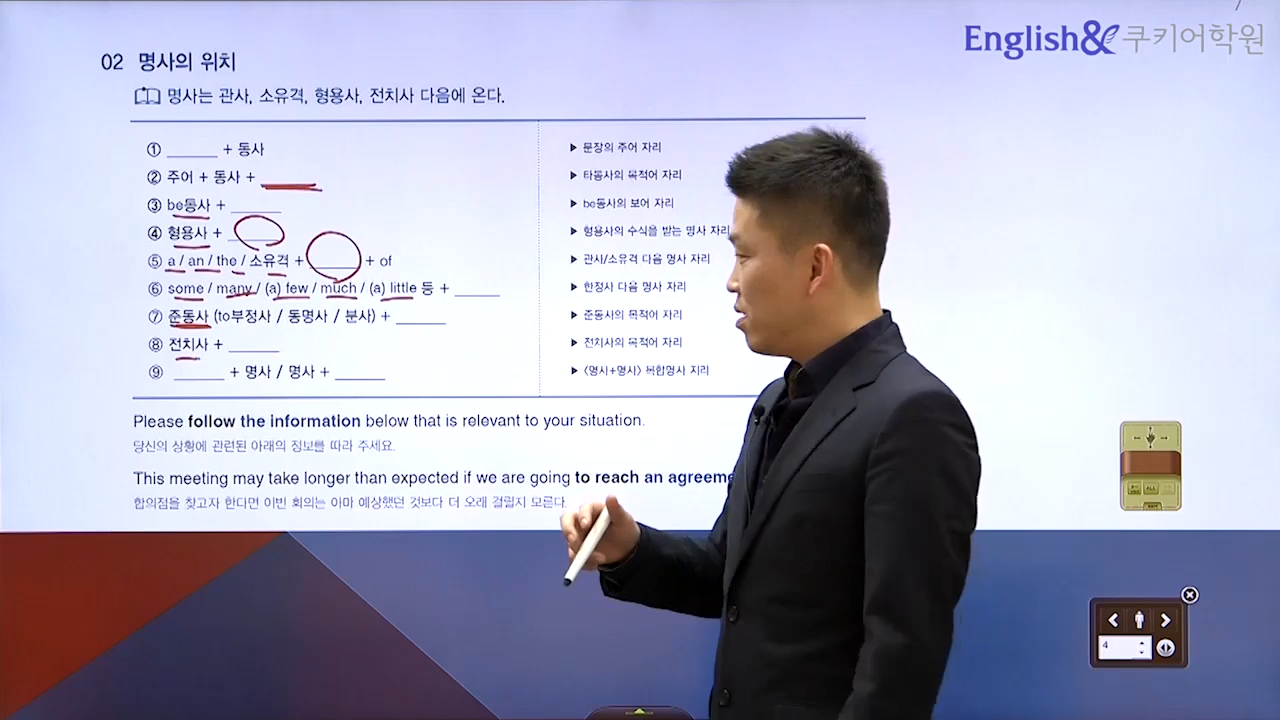 English& 쿠키어학원
02 명사의 위치
명사는 관사, 소유격, 형용사, 전치사 다음에 온다.
① ______ + 동사 ▶ 문장의 주어 자리
② 주어 + 동사 + ______ ▶ 타동사의 목적어 자리
③ be동사 + ______ ▶ be동사의 보어 자리
④ 형용사 + ______ ▶ 형용사의 수식을 받는 명사 자리
⑤ a / an / the / 소유격 + ______ + of ▶ 관사/소유격 다음 명사 자리
⑥ some / many / (a) few / much / (a) little 등 + ______ ▶ 한정사 다음 명사 자리
⑦ 준동사 (to부정사 / 동명사 / 분사) + ______ ▶ 준동사의 목적어 자리
⑧ 전치사 + ______ ▶ 전치사의 목적어 자리
⑨ ______ + 명사 / 명사 + ______ ▶ 〈명사+명사〉 복합명사 자리
Please follow the information below that is relevant to your situation.
당신의 상황에 관련된 아래의 정보를 따라 주세요.
This meeting may take longer than expected if we are going to reach an agreeme
합의점을 찾고자 한다면 이번 회의는 아마 예상했던 것보다 더 오래 걸릴지 모른다.
ALL
EXIT
4